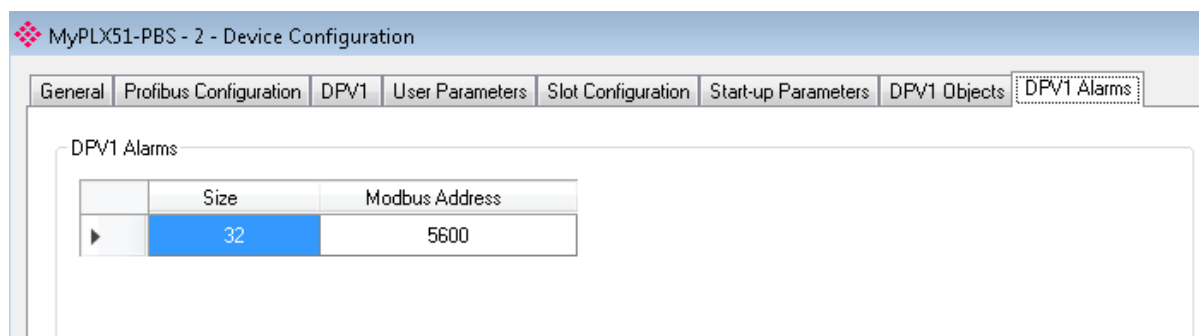 MyPLX51-PBS - 2 - Device Configuration
General Profibus Configuration DPV1 User Parameters Slot Configuration Start-up Parameters DPV1 Objects DPV1 Alarms
DPV1 Alarms
Size Modbus Address
32 5600